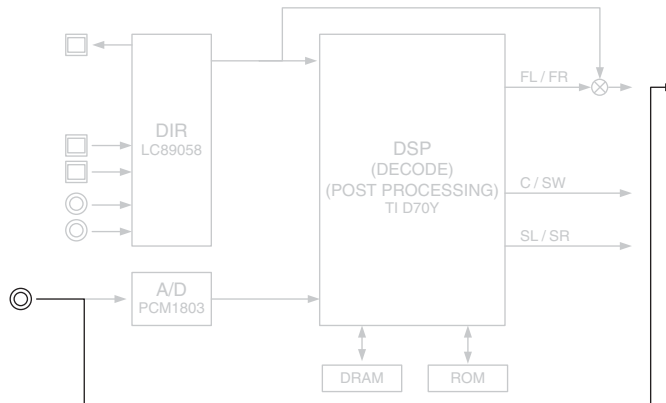 FL / FR
DIR
LC89058
DSP
(DECODE)
(POST PROCESSING)
TI D70Y
C / SW
SL / SR
A/D
PCM1803
DRAM
ROM